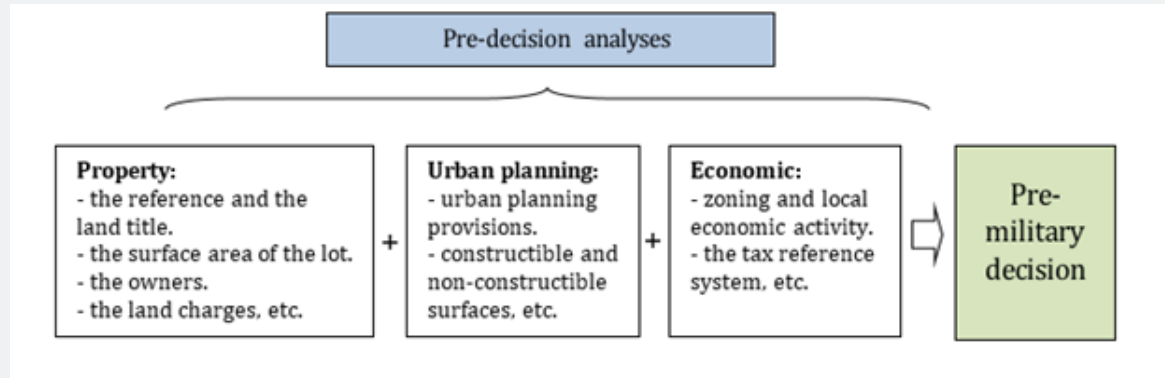 Pre-decision analyses
Property:
- the reference and the
land title.
- the surface area of the lot.
- the owners.
- the land charges, etc.
+
Urban planning:
- urban planning
provisions.
- constructible and
non-constructible
surfaces, etc.
+
Economic:
- zoning and local
economic activity.
- the tax reference
system, etc.
Pre-
military
decision